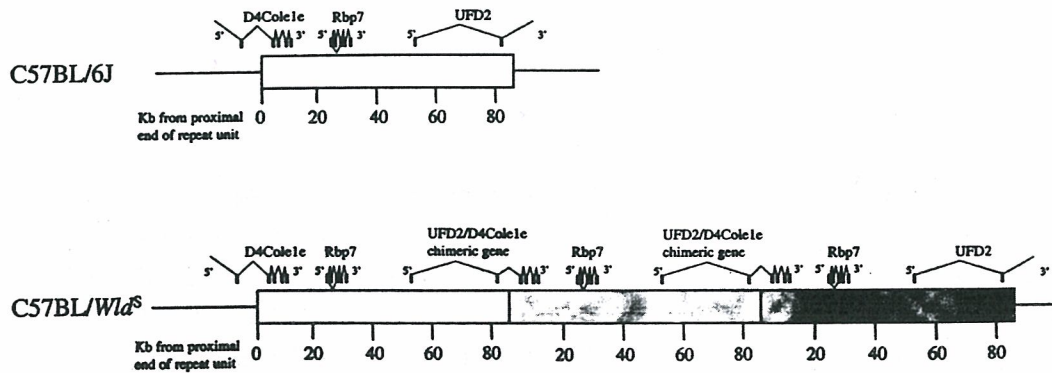 D4Cole1e Rbp7 UFD2
5' 3' 5' 3' 5' 3'
C57BL/6J
Kb from proximal end of repeat unit
0 20 40 60 80
UFD2/D4Cole1e chimeric gene UFD2/D4Cole1e chimeric gene
D4Cole1e Rbp7 Rbp7 Rbp7 UFD2
5' 3' 5' 3' 5' 3' 5' 3' 5' 3' 5' 3' 5' 3'
C57BL/Wldˢ
Kb from proximal end of repeat unit
0 20 40 60 80 20 40 60 80 20 40 60 80